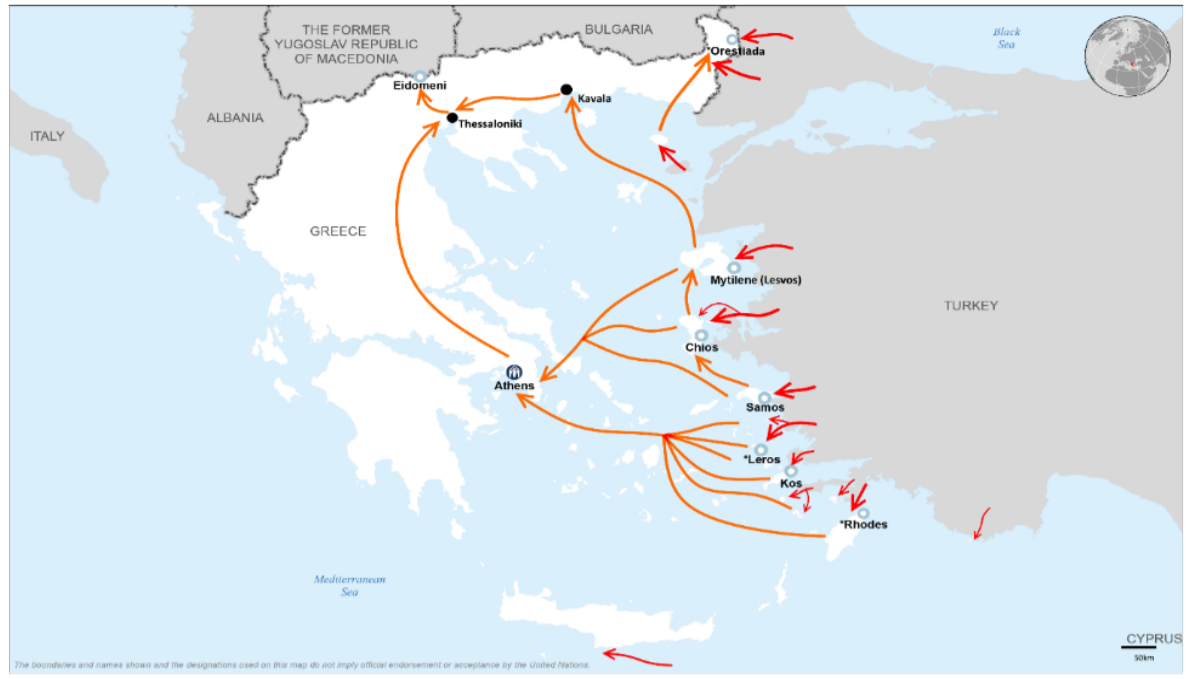 THE FORMER
YUGOSLAV REPUBLIC
OF MACEDONIA
BULGARIA
Black
Sea
*Orestiada
Eidomeni
Kavala
ALBANIA
Thessaloniki
ITALY
GREECE
Mytilene (Lesvos)
TURKEY
Chios
Athens
Samos
*Leros
Kos
*Rhodes
Mediterranean
Sea
CYPRUS
50km
The boundaries and names shown and the designations used on this map do not imply official endorsement or acceptance by the United Nations.